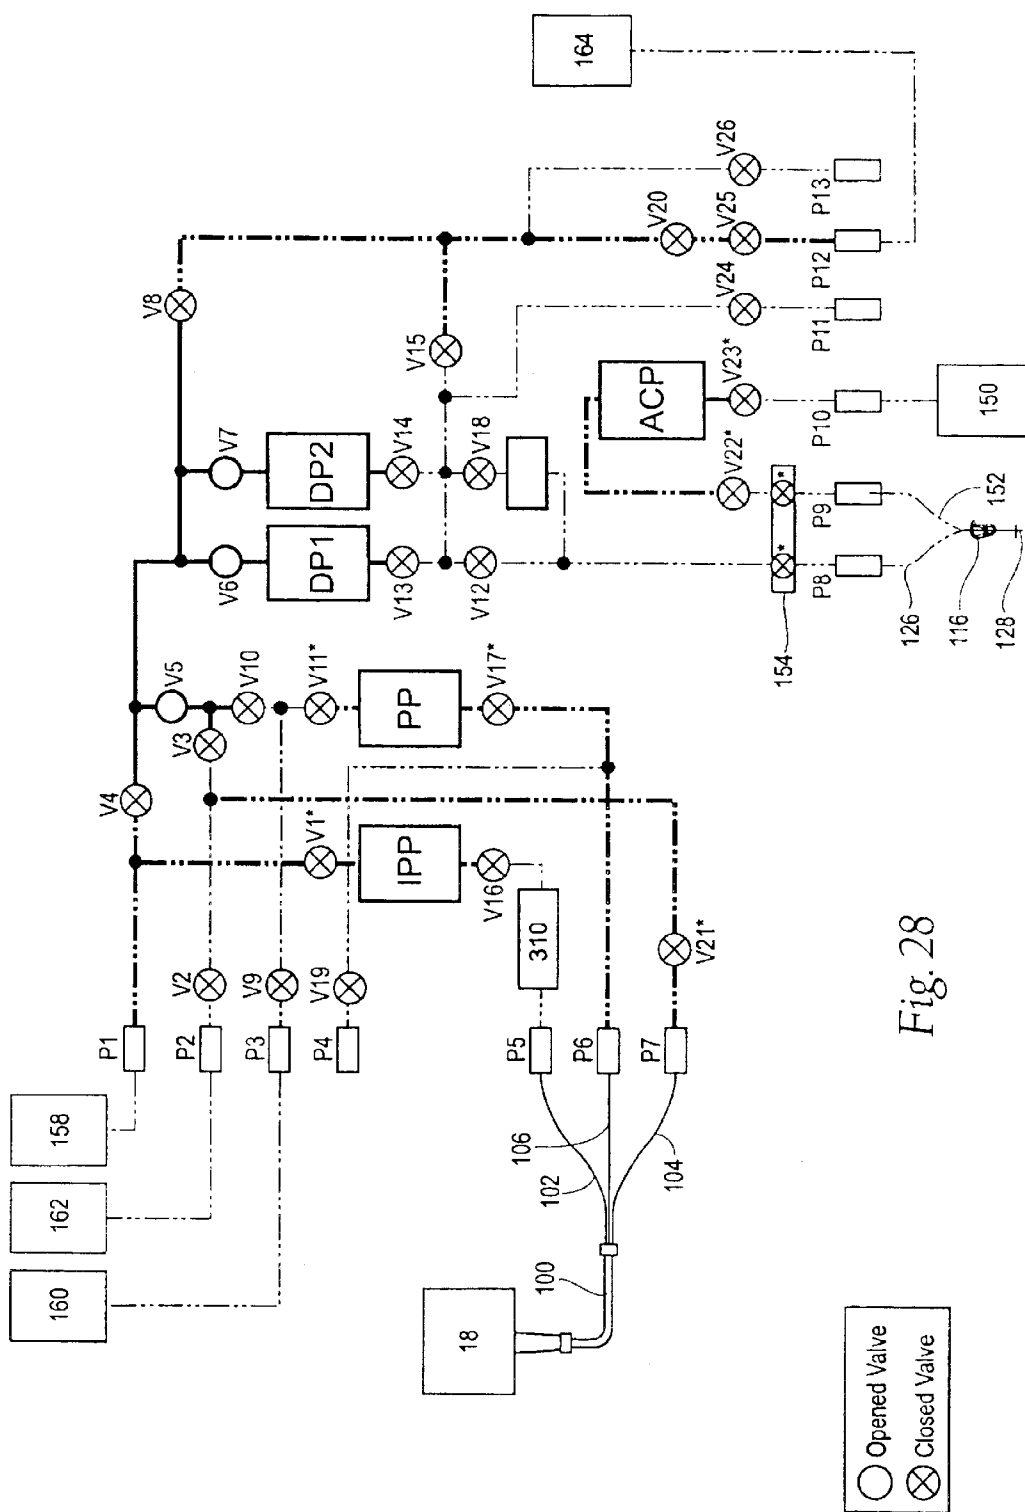 158
162
160
18
P1
P2
P3
P4
P5
P6
P7
V2
V9
V19
V4
V3
V5
V10
V11*
V1*
IPP
PP
V16
V17*
310
V21*
102
106
104
100
V6
V7
V8
DP1
DP2
V13
V14
V15
V12
V18
ACP
V22*
V23*
V24
V20
V25
V26
154
*
*
P8
P9
P10
P11
P12
P13
126
152
116
128
150
164
Opened Valve
Closed Valve
Fig. 28